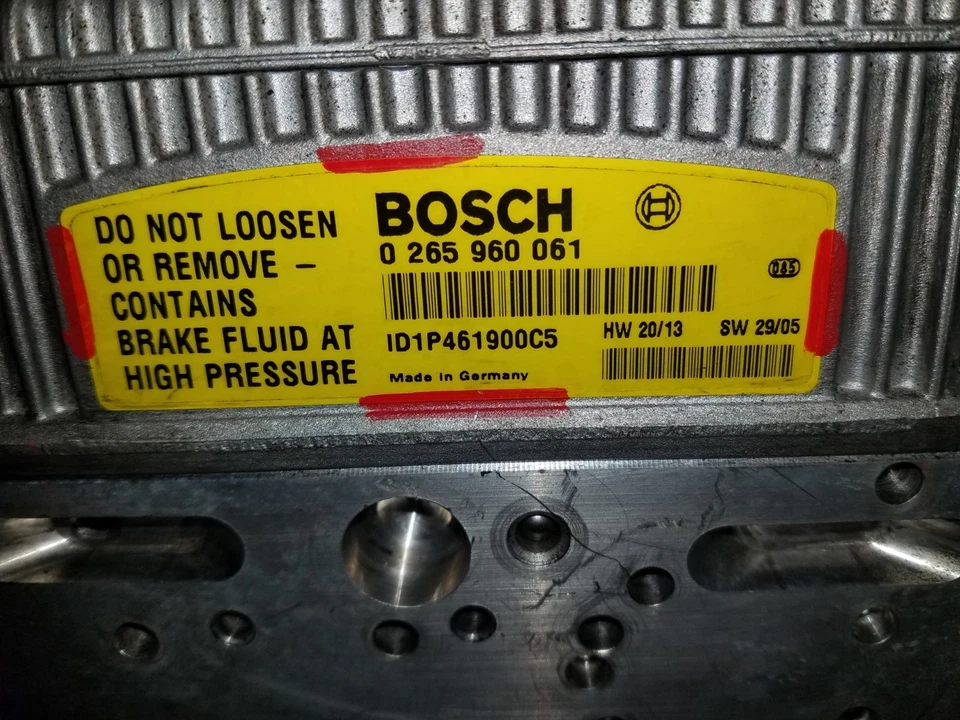 DO NOT LOOSEN
OR REMOVE –
CONTAINS
BRAKE FLUID AT
HIGH PRESSURE
BOSCH
0 265 960 061
085
ID1P461900C5
HW 20/13 SW 29/05
Made in Germany